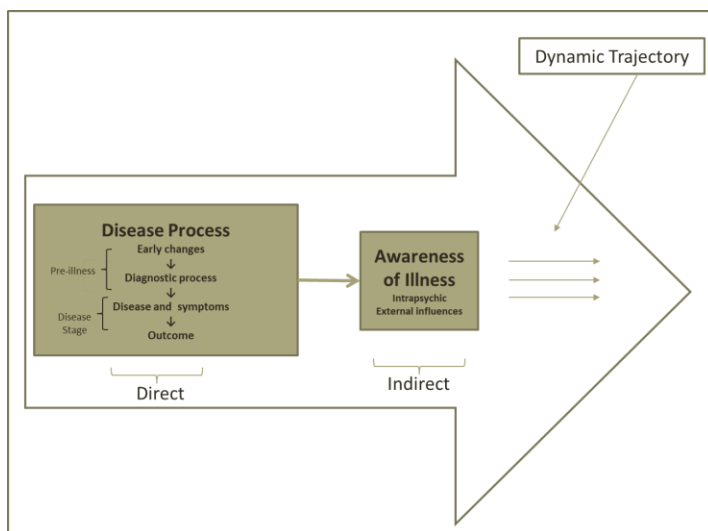 Dynamic Trajectory
Disease Process
Early changes
Pre-illness
Diagnostic process
Disease and symptoms
Disease
Stage
Outcome
Direct
Awareness
of Illness
Intrapsychic
External influences
Indirect